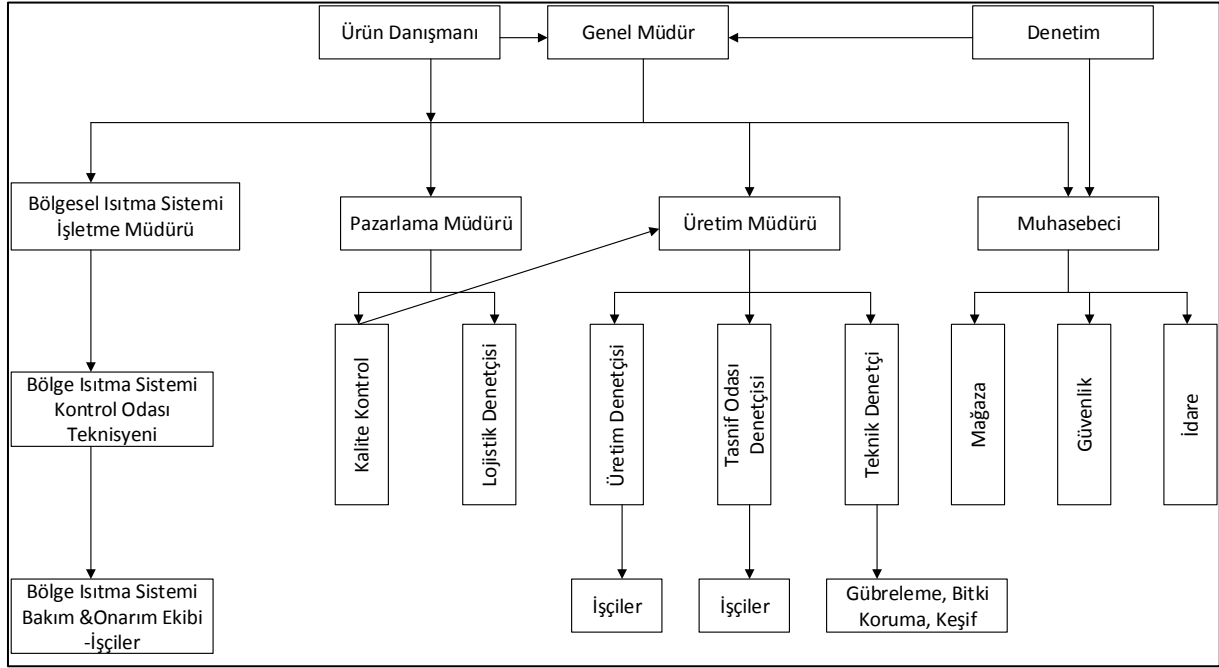 Ürün Danışmanı
Genel Müdür
Denetim
Bölgesel Isıtma Sistemi
İşletme Müdürü
Pazarlama Müdürü
Üretim Müdürü
Muhasebeci
Kalite Kontrol
Lojistik Denetçisi
Üretim Denetçisi
Tasnif Odası
Denetçisi
Teknik Denetçi
Mağaza
Güvenlik
İdare
Bölge Isıtma Sistemi
Kontrol Odası
Teknisyeni
Bölge Isıtma Sistemi
Bakım &Onarım Ekibi
-İşçiler
İşçiler
İşçiler
Gübreleme, Bitki
Koruma, Keşif